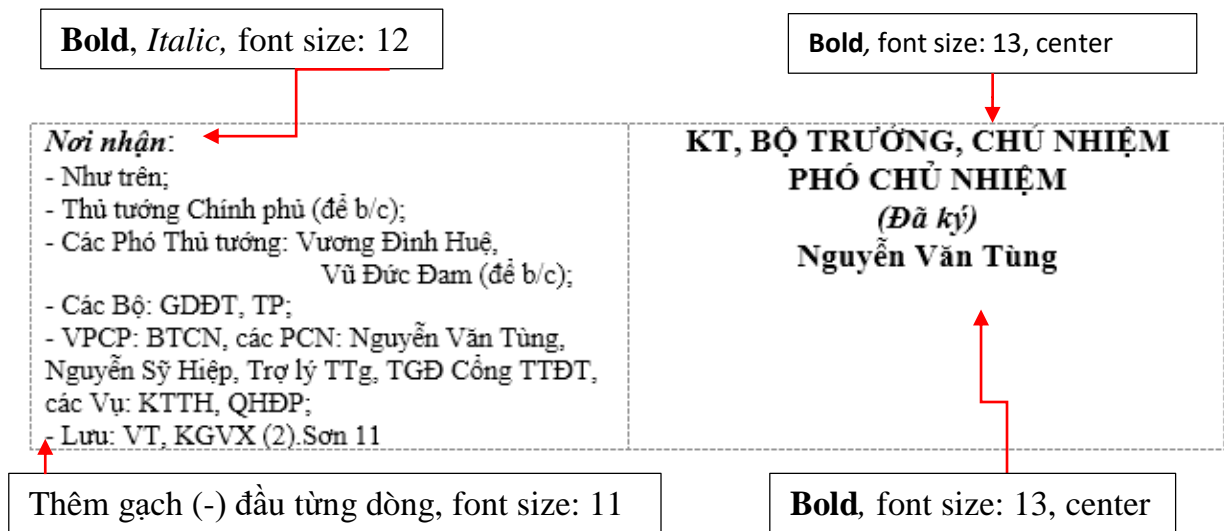 Bold, Italic, font size: 12
Bold, font size: 13, center
Nơi nhận:
- Như trên;
- Thủ tướng Chính phủ (để b/c);
- Các Phó Thủ tướng: Vương Đình Huệ,
Vũ Đức Đam (để b/c);
- Các Bộ: GDĐT, TP;
- VPCP: BTCN, các PCN: Nguyễn Văn Tùng,
Nguyễn Sỹ Hiệp, Trợ lý TTg, TGĐ Cổng TTĐT,
các Vụ: KTTH, QHĐP;
- Lưu: VT, KGVX (2).Sơn 11
KT, BỘ TRƯỞNG, CHỦ NHIỆM
PHÓ CHỦ NHIỆM
(Đã ký)
Nguyễn Văn Tùng
Thêm gạch (-) đầu từng dòng, font size: 11
Bold, font size: 13, center